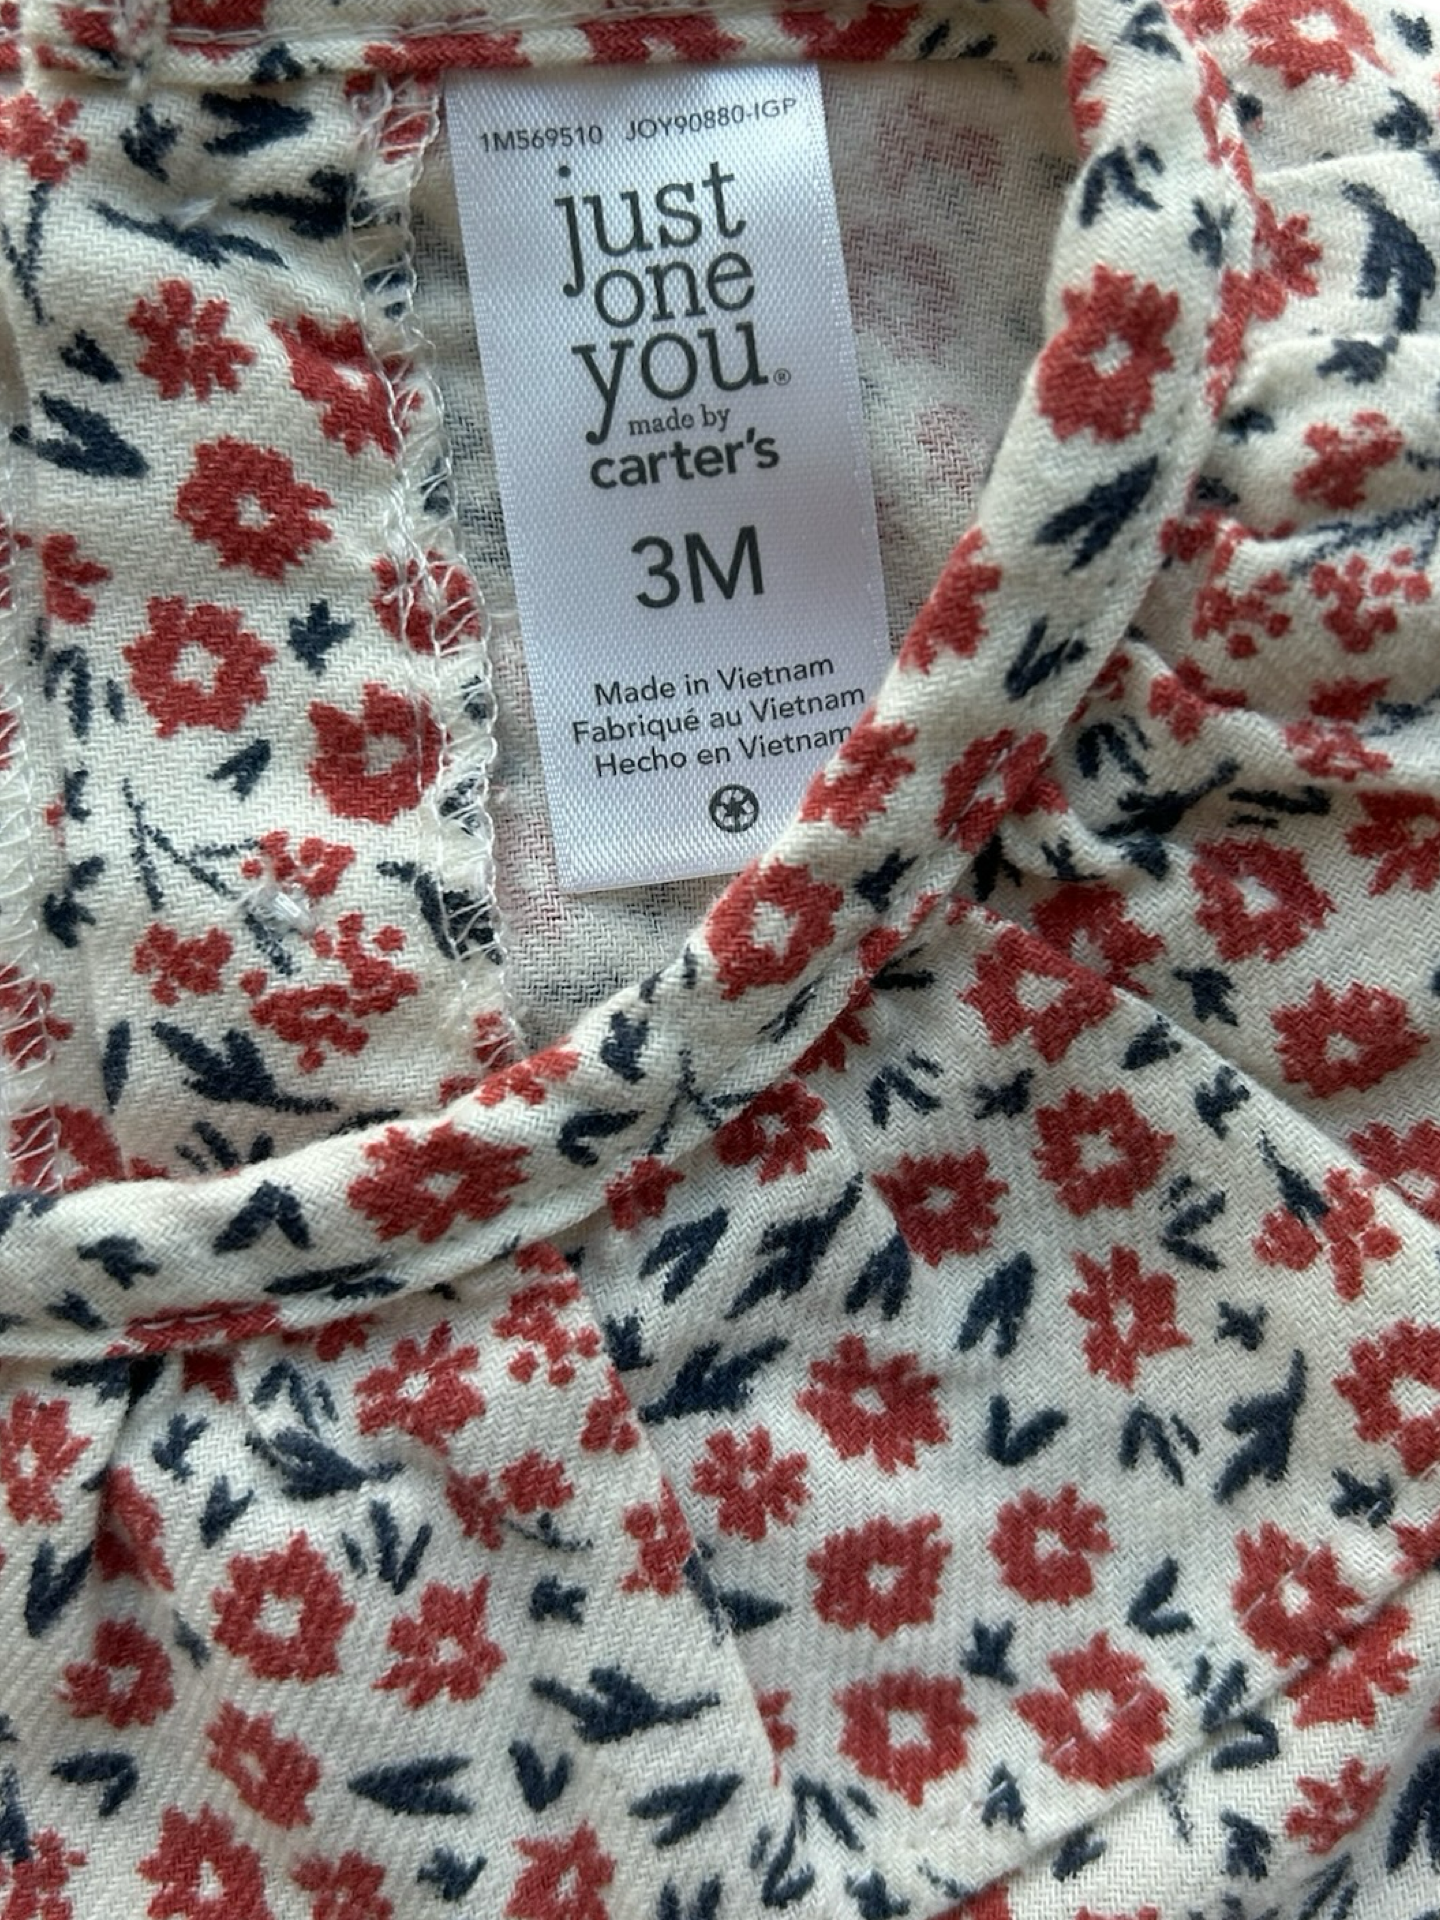 1M569510 JOY90880-IGP
just
one
you®
made by
carter's
3M
Made in Vietnam
Fabriqué au Vietnam
Hecho en Vietnam